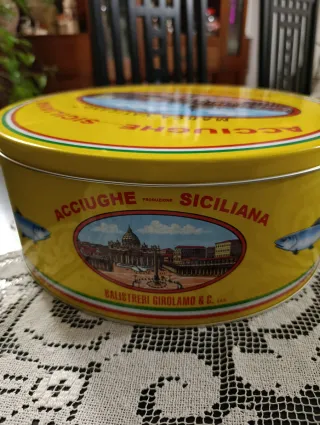 ACCIUGHE SICILIANA
ACCIUGHE PRODUZIONE SICILIANA
BALISTRERI GIROLAMO & C.